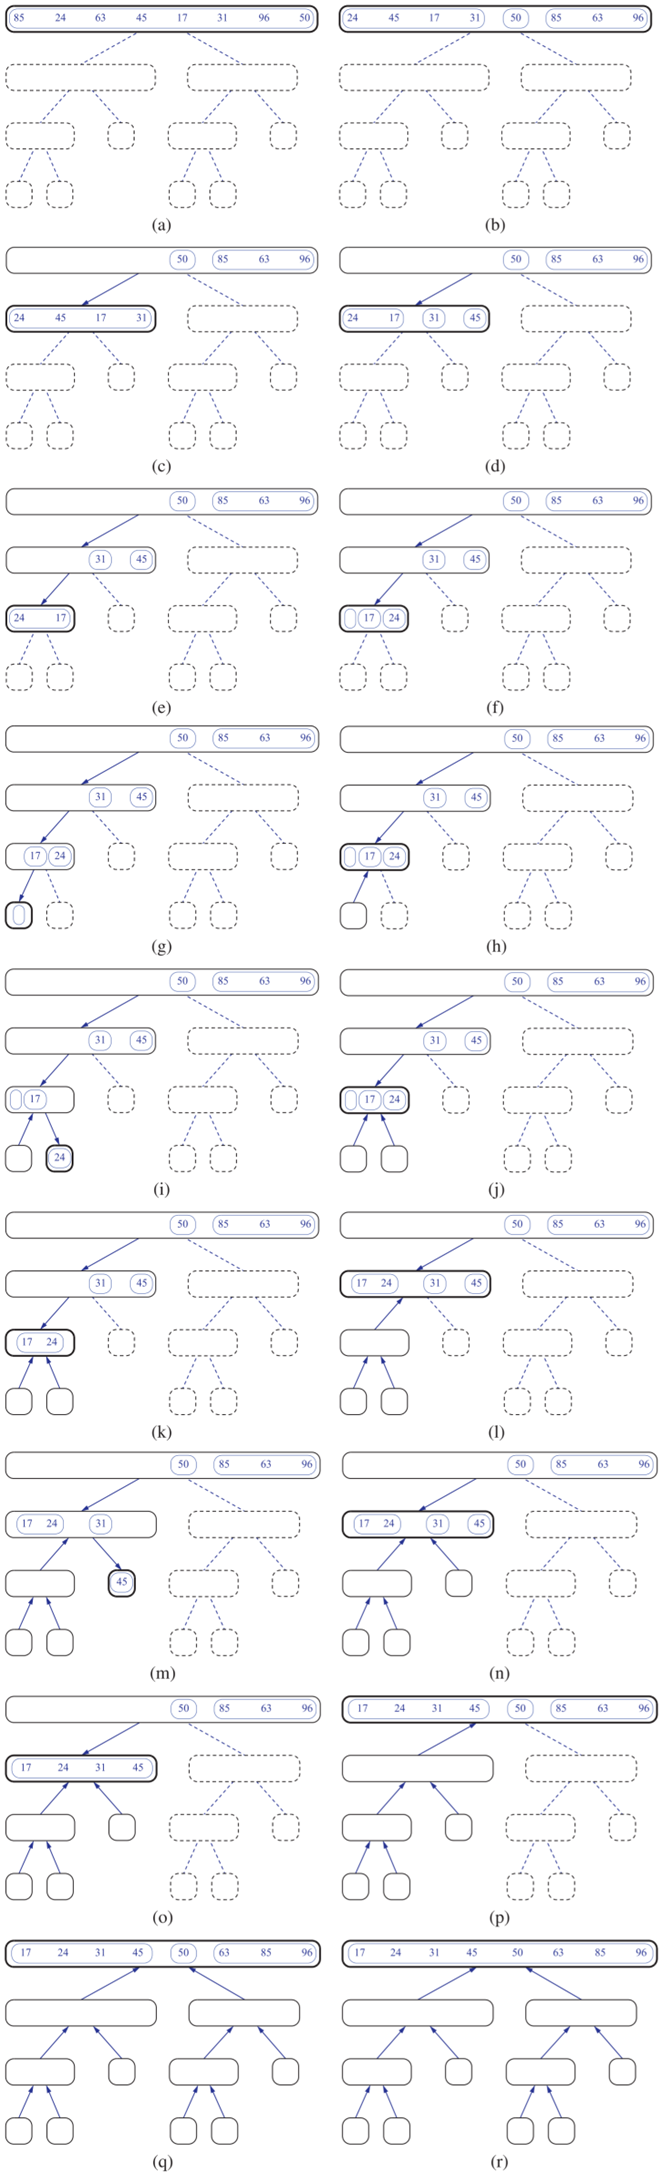 85 24 63 45 17 31 96 50
(a)
24 45 17 31 50 85 63 96
(b)
50 85 63 96
24 45 17 31
(c)
50 85 63 96
24 17 31 45
(d)
50 85 63 96
31 45
24 17
(e)
50 85 63 96
31 45
17 24
(f)
50 85 63 96
31 45
17 24
(g)
50 85 63 96
31 45
17 24
(h)
50 85 63 96
31 45
17
24
(i)
50 85 63 96
31 45
17 24
(j)
50 85 63 96
31 45
17 24
(k)
50 85 63 96
17 24 31 45
(l)
50 85 63 96
17 24 31
45
(m)
50 85 63 96
17 24 31 45
(n)
50 85 63 96
17 24 31 45
(o)
17 24 31 45 50 85 63 96
(p)
17 24 31 45 50 63 85 96
(q)
17 24 31 45 50 63 85 96
(r)